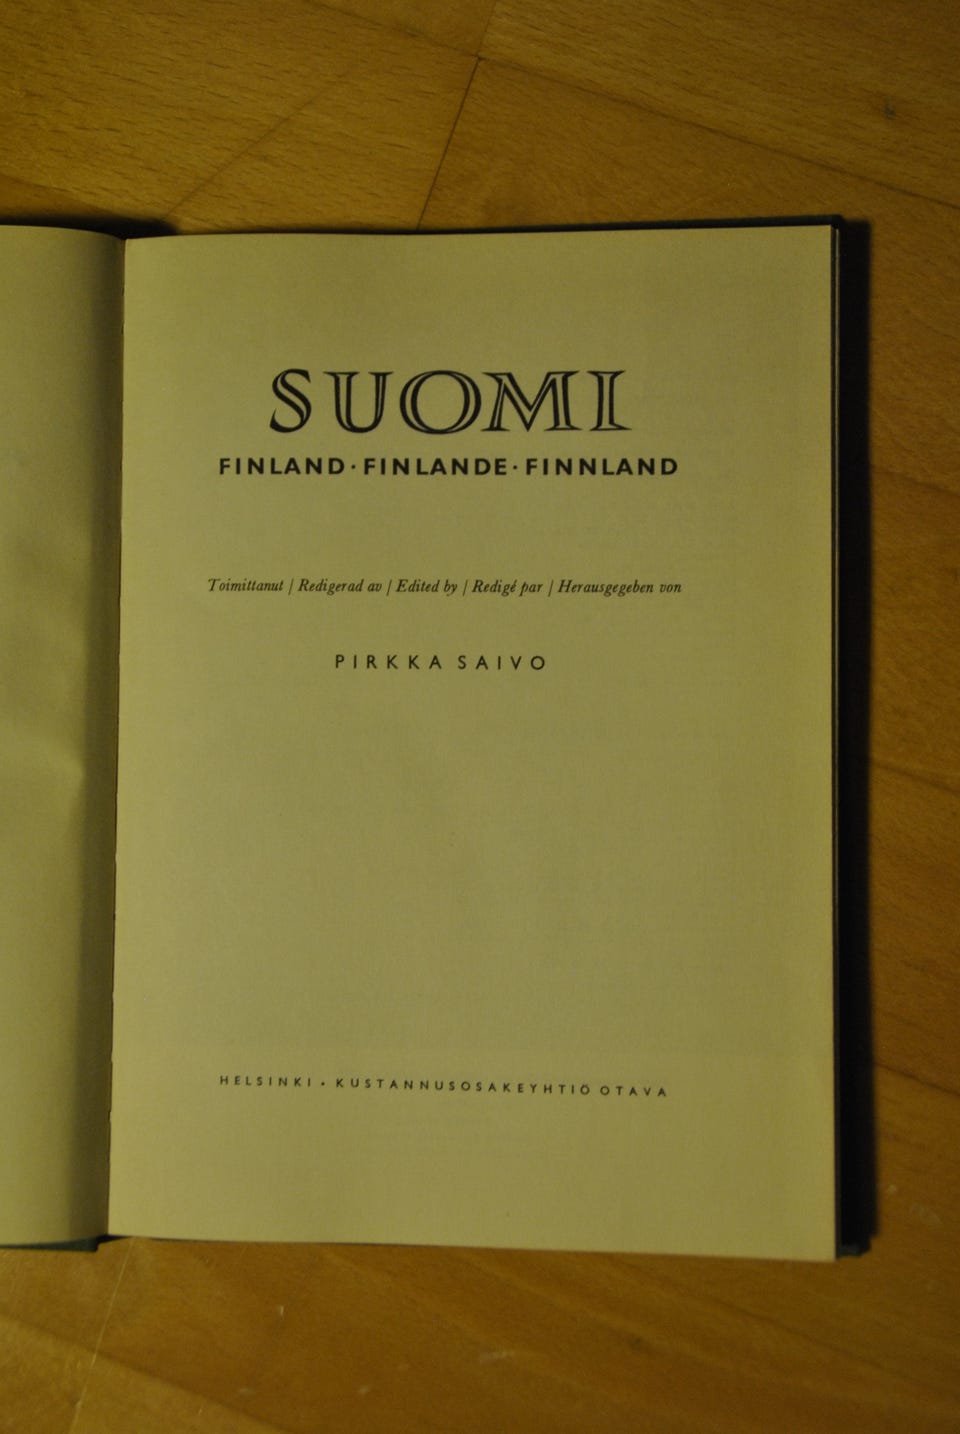 SUOMI
FINLAND · FINLANDE · FINNLAND
Toimittanut / Redigerad av / Edited by / Redigé par / Herausgegeben von
PIRKKA SAIVO
HELSINKI • KUSTANNUSOSAKEYHTIÖ OTAVA